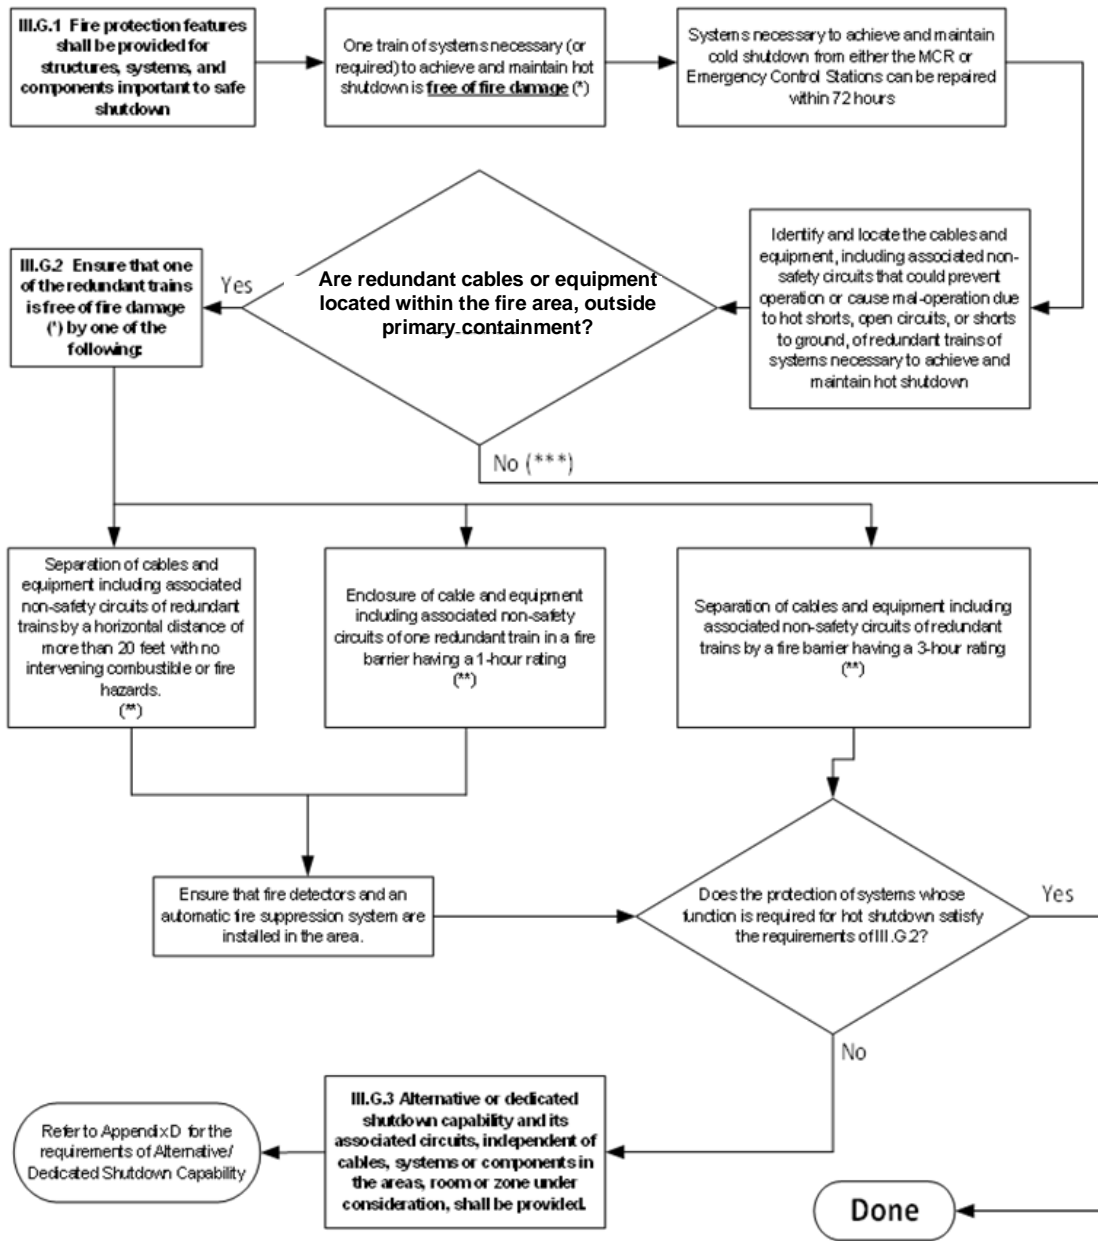 III.G.1 Fire protection features
shall be provided for
structures, systems, and
components important to safe
shutdown
One train of systems necessary (or
required) to achieve and maintain hot
shutdown is free of fire damage (*)
Systems necessary to achieve and maintain
cold shutdown from either the MCR or
Emergency Control Stations can be repaired
within 72 hours
III.G.2 Ensure that one
of the redundant trains
is free of fire damage
(*) by one of the
following:
Yes
Are redundant cables or equipment
located within the fire area, outside
primary containment?
Identify and locate the cables and
equipment, including associated non-
safety circuits that could prevent
operation or cause mal-operation due
to hot shorts, open circuits, or shorts
to ground, of redundant trains of
systems necessary to achieve and
maintain hot shutdown
No (***)
Separation of cables and
equipment including associated
non-safety circuits of redundant
trains by a horizontal distance of
more than 20 feet with no
intervening combustible or fire
hazards.
(**)
Enclosure of cable and equipment
including associated non-safety
circuits of one redundant train in a fire
barrier having a 1-hour rating
(**)
Separation of cables and equipment including
associated non-safety circuits of redundant
trains by a fire barrier having a 3-hour rating
(**)
Ensure that fire detectors and an
automatic fire suppression system are
installed in the area.
Does the protection of systems whose
function is required for hot shutdown satisfy
the requirements of III.G.2?
Yes
No
III.G.3 Alternative or dedicated
shutdown capability and its
associated circuits, independent of
cables, systems or components in
the areas, room or zone under
consideration, shall be provided.
Refer to Appendix D for the
requirements of Alternative/
Dedicated Shutdown Capability
Done